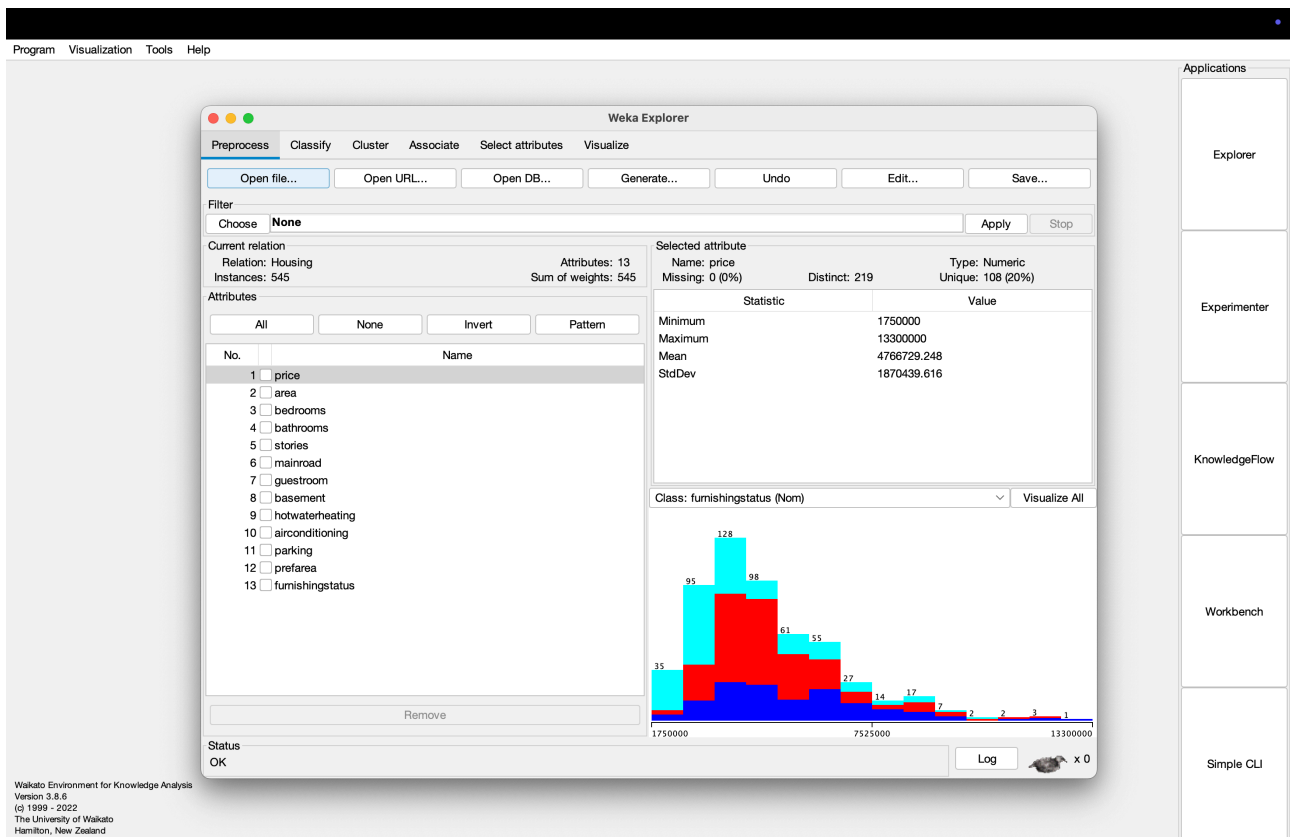 Program Visualization Tools Help
Applications
Weka Explorer
Preprocess Classify Cluster Associate Select attributes Visualize
Open file... Open URL... Open DB... Generate... Undo Edit... Save...
Filter
Choose None Apply Stop
Current relation
Relation: Housing Attributes: 13
Instances: 545 Sum of weights: 545
Selected attribute
Name: price Type: Numeric
Missing: 0 (0%) Distinct: 219 Unique: 108 (20%)
Attributes
All None Invert Pattern
No. Name
1 price
2 area
3 bedrooms
4 bathrooms
5 stories
6 mainroad
7 guestroom
8 basement
9 hotwaterheating
10 airconditioning
11 parking
12 prefarea
13 furnishingstatus
Remove
Statistic Value
Minimum 1750000
Maximum 13300000
Mean 4766729.248
StdDev 1870439.616
Class: furnishingstatus (Nom) Visualize All
35 95 128 98 61 55 27 14 17 7 2 2 3 1
1750000 7525000 13300000
Status
OK
Log x 0
Explorer
Experimenter
KnowledgeFlow
Workbench
Simple CLI
Waikato Environment for Knowledge Analysis
Version 3.8.6
(c) 1999 - 2022
The University of Waikato
Hamilton, New Zealand